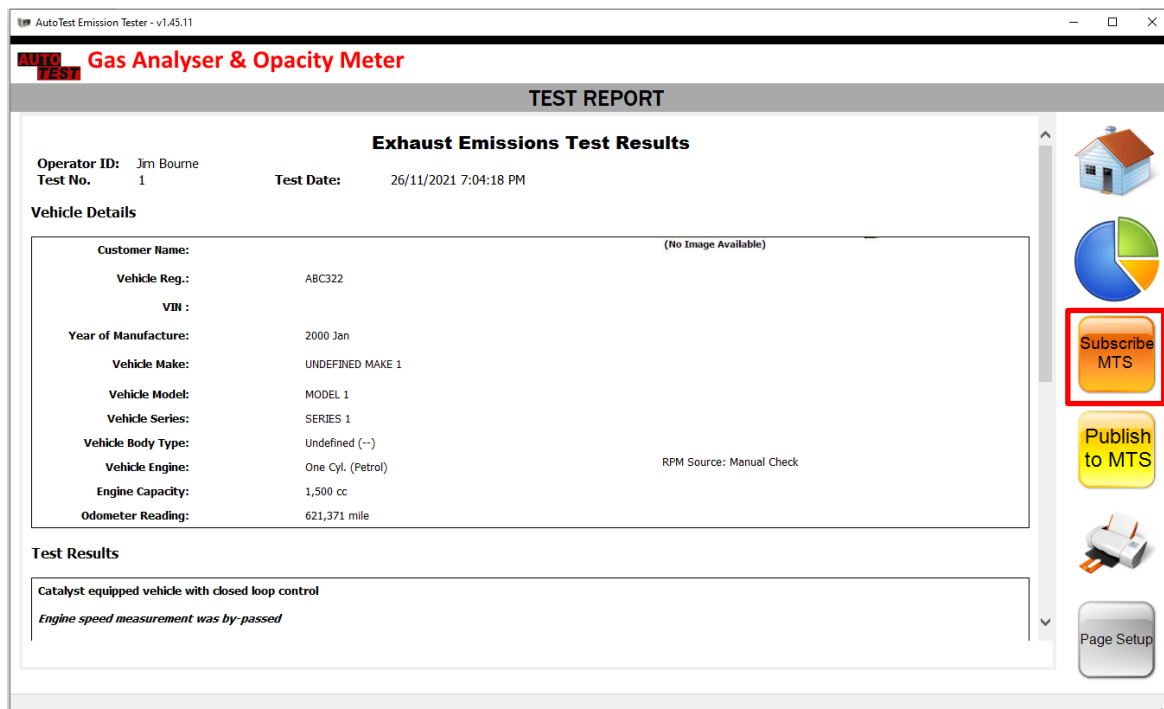 AutoTest Emission Tester - v1.45.11
AUTO
TEST
Gas Analyser & Opacity Meter
TEST REPORT
Exhaust Emissions Test Results
Operator ID: Jim Bourne
Test No. 1 Test Date: 26/11/2021 7:04:18 PM
Vehicle Details
Customer Name: (No Image Available)
Vehicle Reg.: ABC322
VIN :
Year of Manufacture: 2000 Jan
Vehicle Make: UNDEFINED MAKE 1
Vehicle Model: MODEL 1
Vehicle Series: SERIES 1
Vehicle Body Type: Undefined (--)
Vehicle Engine: One Cyl. (Petrol) RPM Source: Manual Check
Engine Capacity: 1,500 cc
Odometer Reading: 621,371 mile
Test Results
Catalyst equipped vehicle with closed loop control
Engine speed measurement was by-passed
Subscribe
MTS
Publish
to MTS
Page Setup